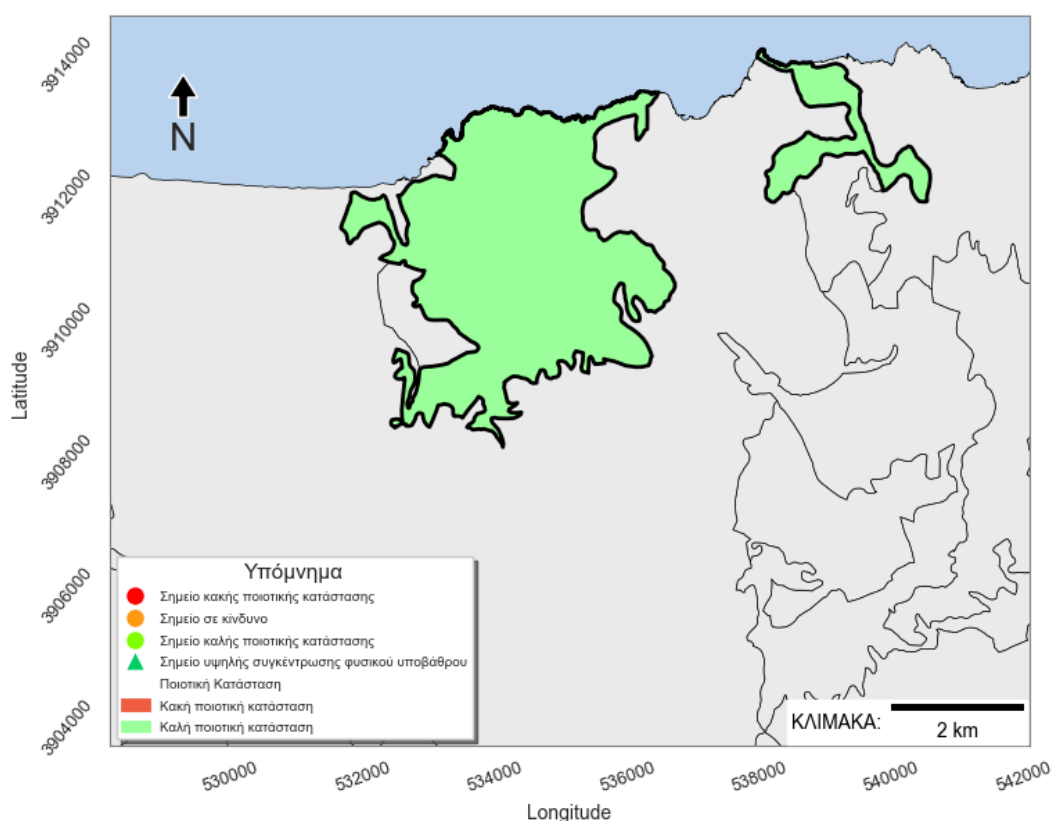 3914000
3912000
3910000
3908000
3906000
3904000
Latitude
N
Υπόμνημα
Σημείο κακής ποιοτικής κατάστασης
Σημείο σε κίνδυνο
Σημείο καλής ποιοτικής κατάστασης
Σημείο υψηλής συγκέντρωσης φυσικού υποβάθρου
Ποιοτική Κατάσταση
Κακή ποιοτική κατάσταση
Καλή ποιοτική κατάσταση
ΚΛΙΜΑΚΑ:
2 km
530000
532000
534000
536000
538000
540000
542000
Longitude